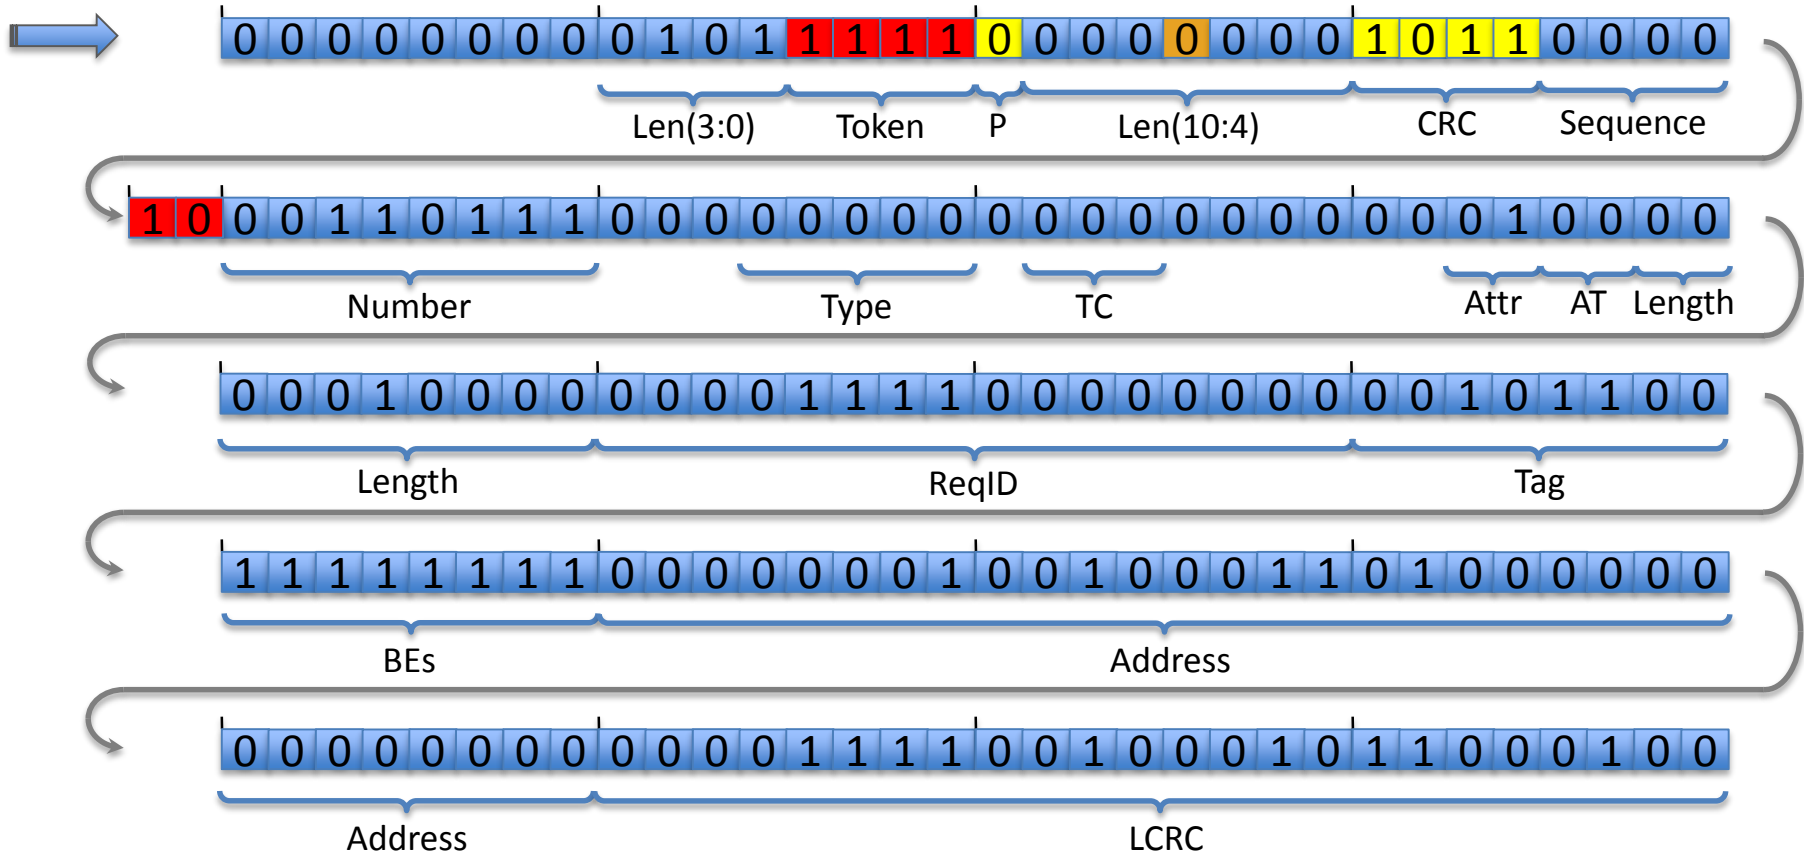 0 0 0 0 0 0 0 0 0 1 0 1 1 1 1 1 0 0 0 0 0 0 0 0 1 0 1 1 0 0 0 0
Len(3:0) Token P Len(10:4) CRC Sequence
1 0 0 0 1 1 0 1 1 1 0 0 0 0 0 0 0 0 0 0 0 0 0 0 0 0 0 0 0 1 0 0 0 0
Number Type TC Attr AT Length
0 0 0 1 0 0 0 0 0 0 0 0 1 1 1 1 0 0 0 0 0 0 0 0 0 0 1 0 1 1 0 0
Length ReqID Tag
1 1 1 1 1 1 1 1 0 0 0 0 0 0 0 1 0 0 1 0 0 0 1 1 0 1 0 0 0 0 0 0
BEs Address
0 0 0 0 0 0 0 0 0 0 0 0 1 1 1 1 0 0 1 0 0 0 1 0 1 1 0 0 0 1 0 0
Address LCRC